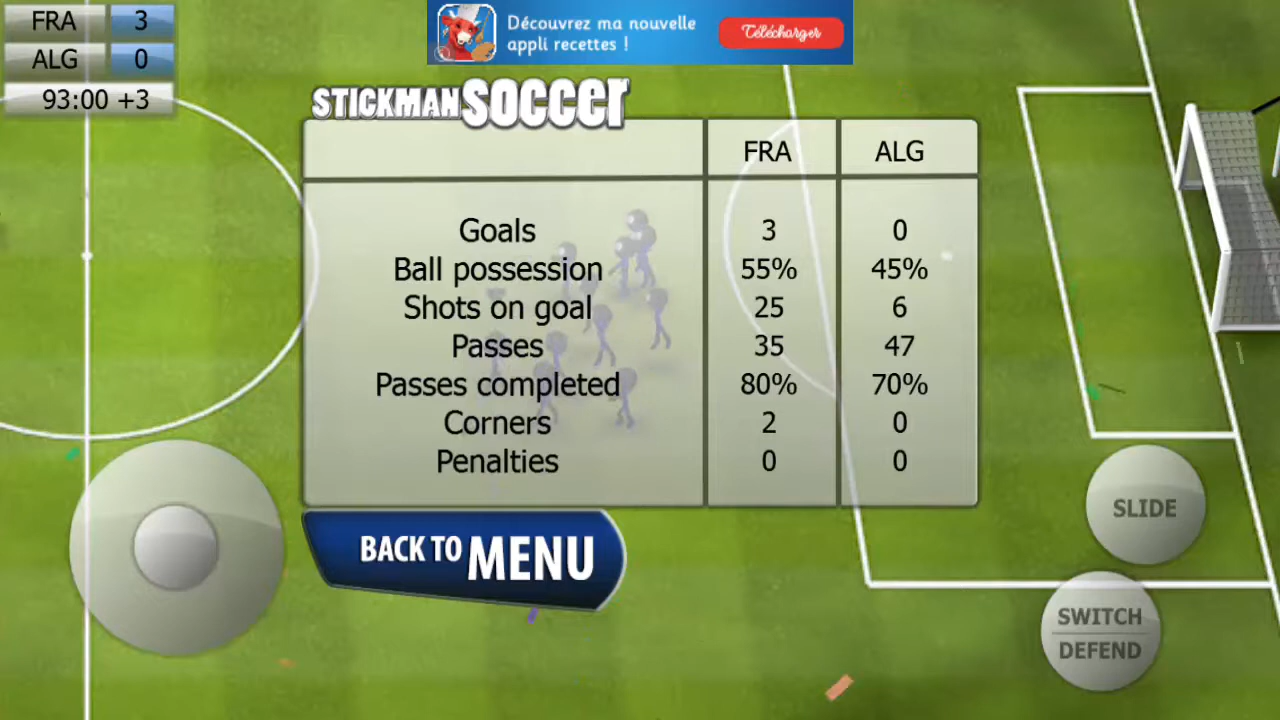 FRA 3
ALG 0
93:00 +3
Découvrez ma nouvelle
appli recettes !
Télécharger
STICKMAN SOCCER
FRA ALG
Goals 3 0
Ball possession 55% 45%
Shots on goal 25 6
Passes 35 47
Passes completed 80% 70%
Corners 2 0
Penalties 0 0
BACK TO MENU
SLIDE
SWITCH
DEFEND